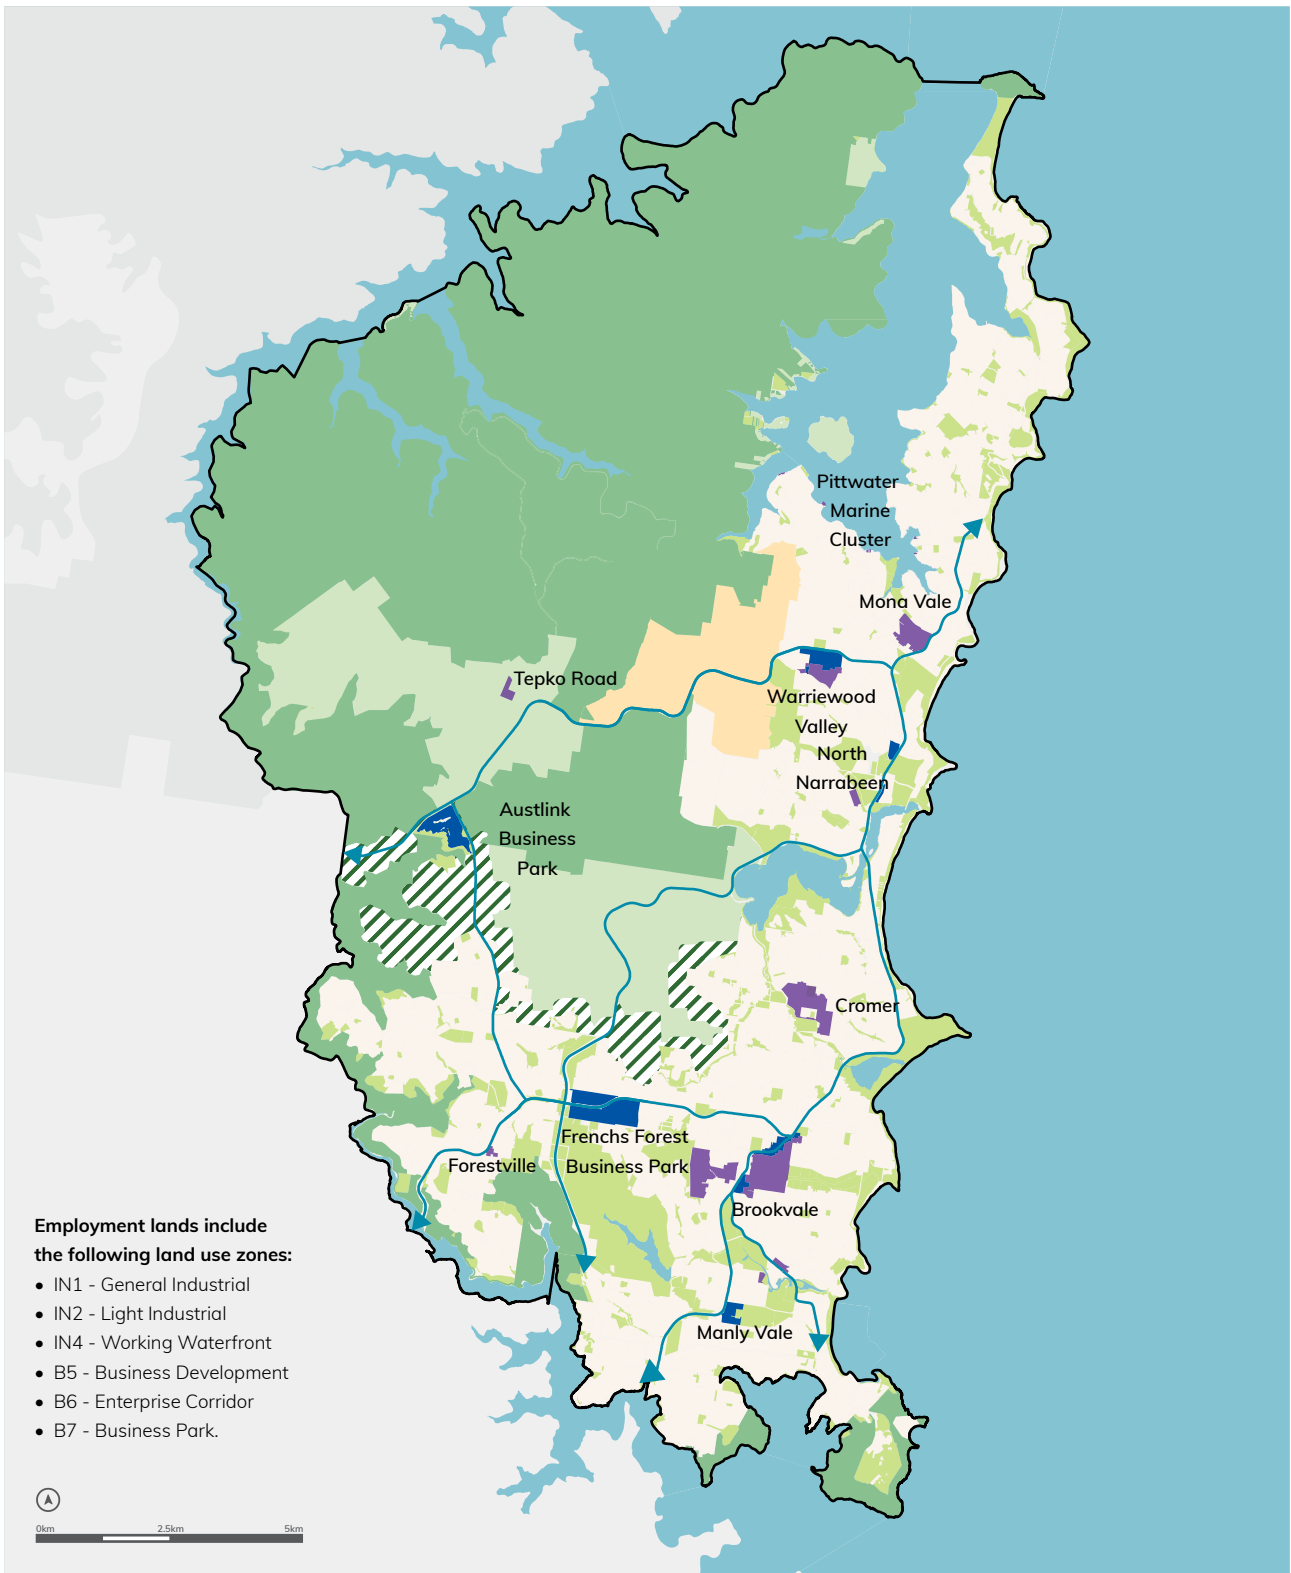 Pittwater
Marine
Cluster
Mona Vale
Tepko Road
Warriewood
Valley
North
Narrabeen
Austlink
Business
Park
Cromer
Frenchs Forest
Business Park
Forestville
Brookvale
Manly Vale
Employment lands include
the following land use zones:
• IN1 - General Industrial
• IN2 - Light Industrial
• IN4 - Working Waterfront
• B5 - Business Development
• B6 - Enterprise Corridor
• B7 - Business Park.
0km 2.5km 5km